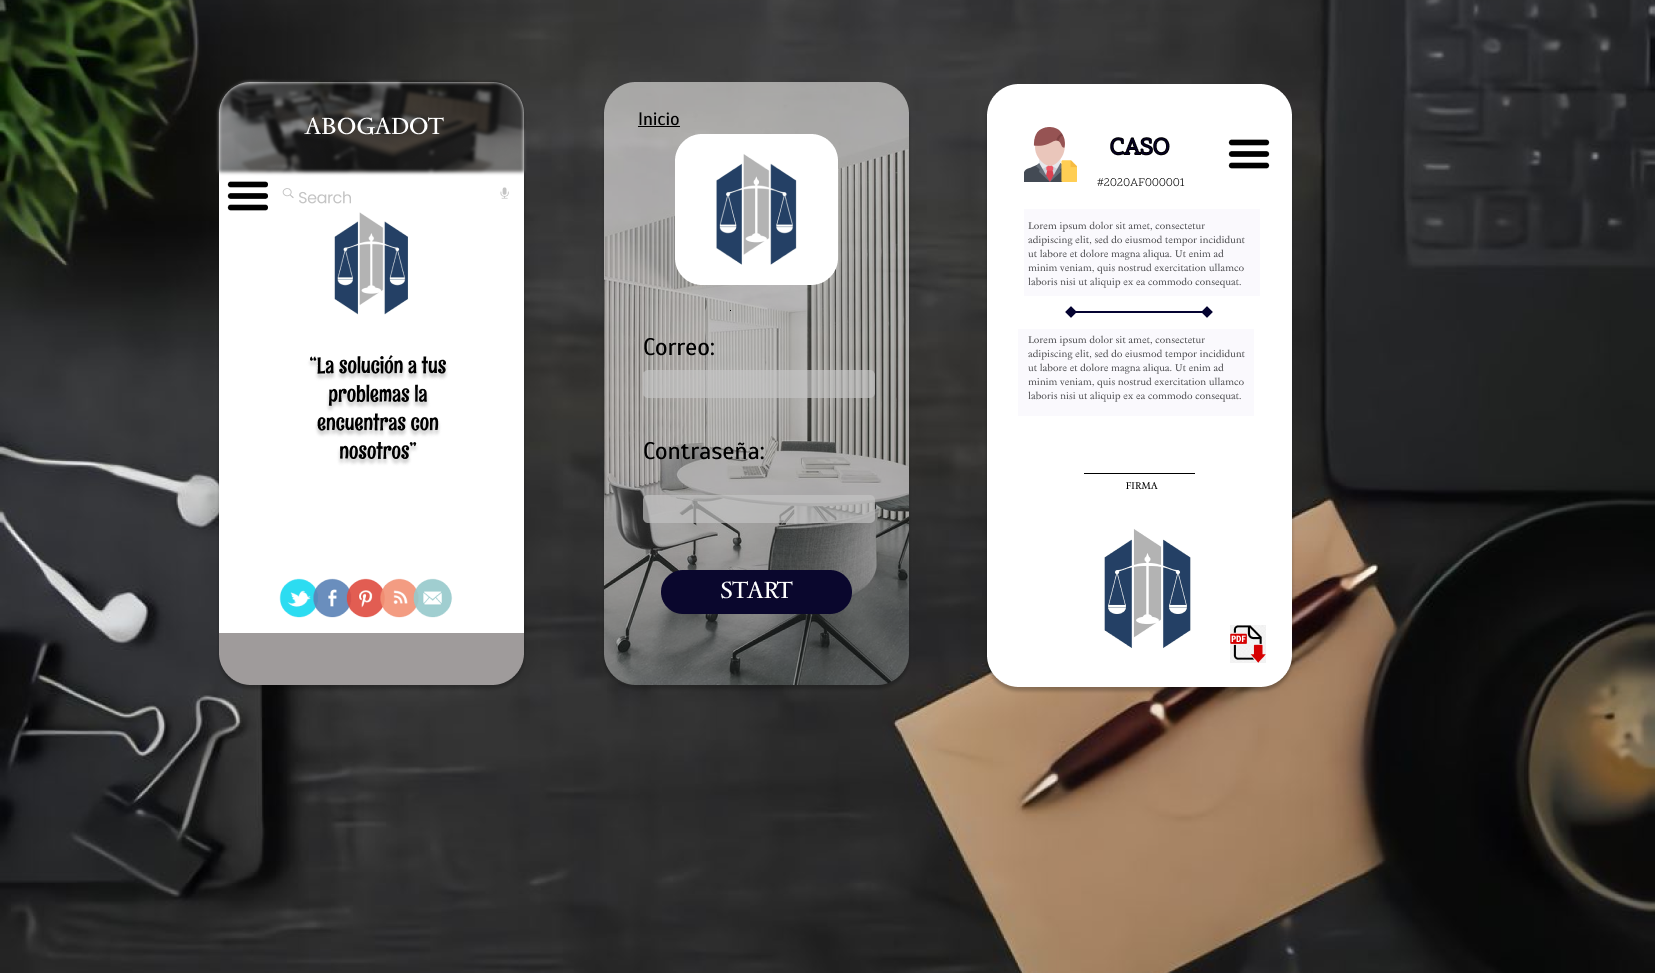 ABOGADOT
Search
“La solución a tus
problemas la
encuentras con
nosotros”
Inicio
Correo:
Contraseña:
START
CASO
#2020AF000001
Lorem ipsum dolor sit amet, consectetur
adipiscing elit, sed do eiusmod tempor incididunt
ut labore et dolore magna aliqua. Ut enim ad
minim veniam, quis nostrud exercitation ullamco
laboris nisi ut aliquip ex ea commodo consequat.
Lorem ipsum dolor sit amet, consectetur
adipiscing elit, sed do eiusmod tempor incididunt
ut labore et dolore magna aliqua. Ut enim ad
minim veniam, quis nostrud exercitation ullamco
laboris nisi ut aliquip ex ea commodo consequat.
FIRMA
PDF